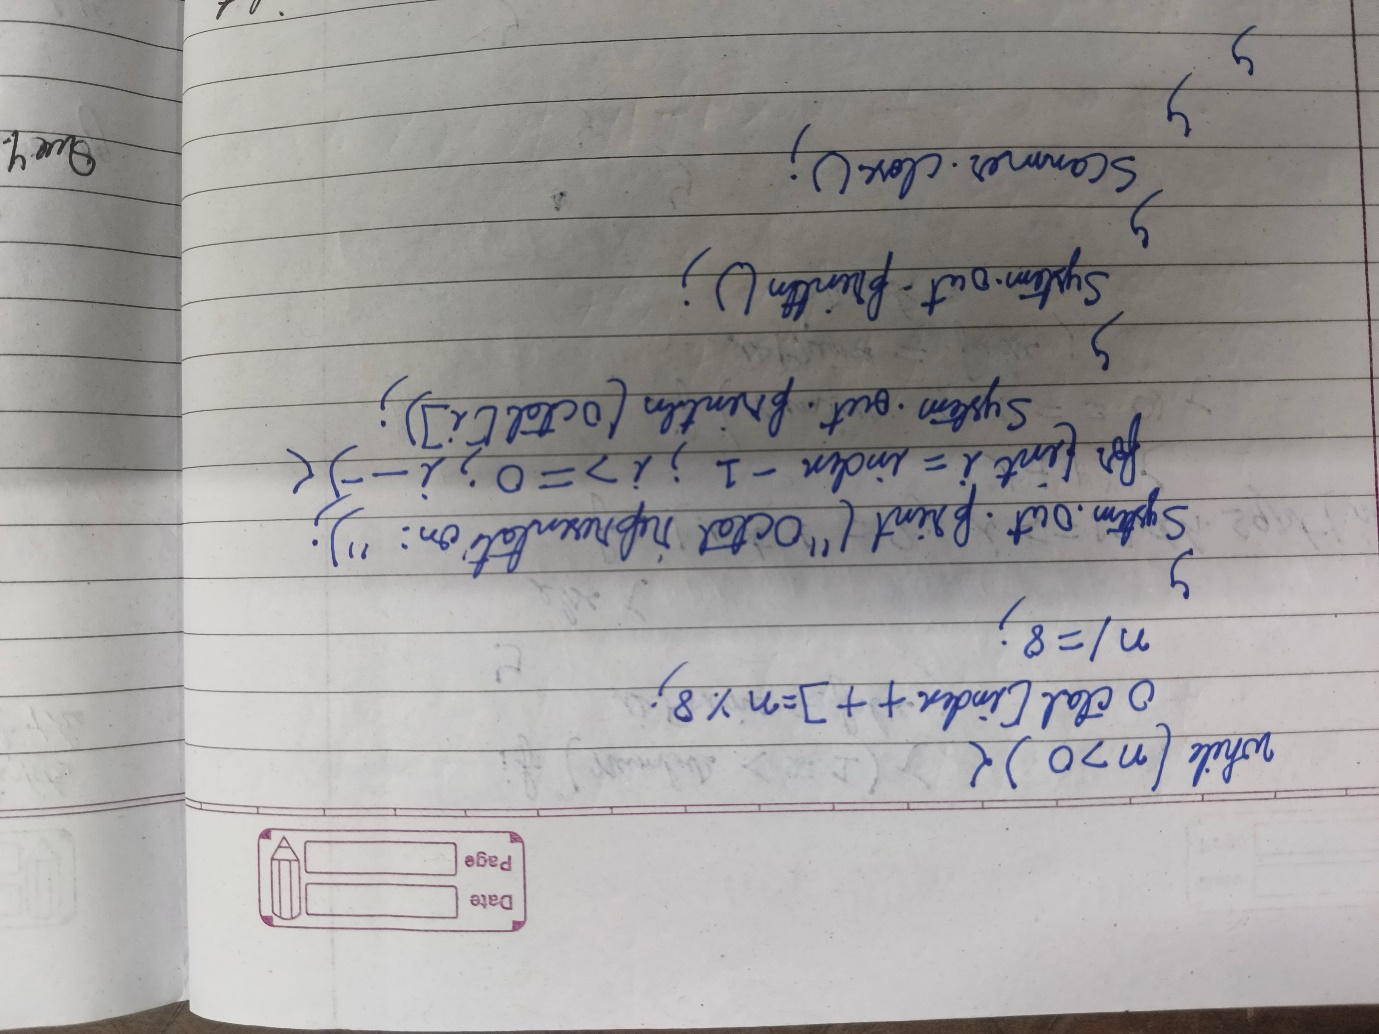 Date
Page
while (n>0) {
Octal [index++]=n%8;
n/=8;
}
System.out.print ("Octal representation: ");
for (int i = index - 1 ; i >= 0 ; i--) {
System.out.println (Octal[i]);
}
System.out.println ();
}
Scanner.close();
}
}
Que 4.